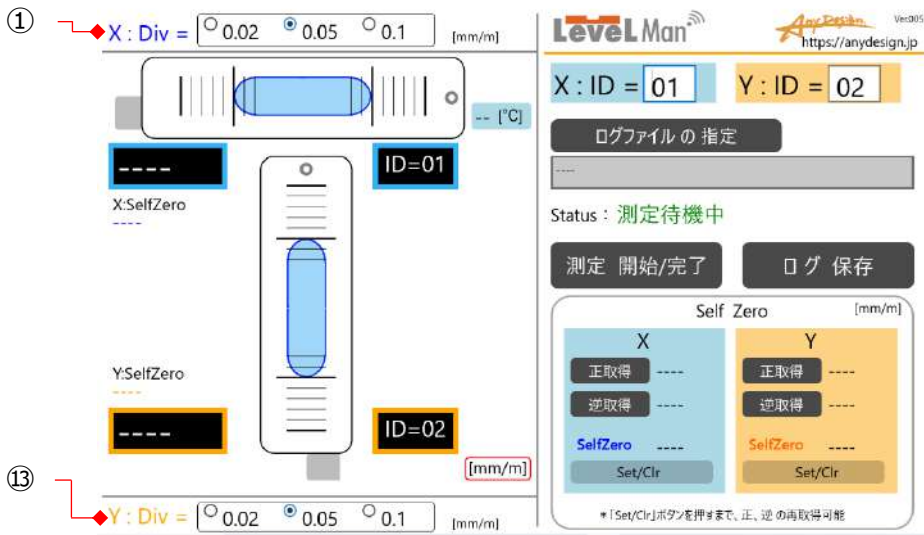 ①
X : Div = 0.02 0.05 0.1 [mm/m]
-- [°C]
----
ID=01
X:SelfZero
----
Y:SelfZero
----
----
ID=02
[mm/m]
⑬
Y : Div = 0.02 0.05 0.1 [mm/m]
LeveL Man
AnyDesign Ver.005
https://anydesign.jp
X : ID = 01 Y : ID = 02
ログファイル の 指定
----
Status : 測定待機中
測定 開始/完了 ログ 保存
Self Zero [mm/m]
X Y
正取得 ---- 正取得 ----
逆取得 ---- 逆取得 ----
SelfZero ---- SelfZero ----
Set/Clr Set/Clr
*「Set/Clr」ボタンを押すまで、正、逆 の再取得可能